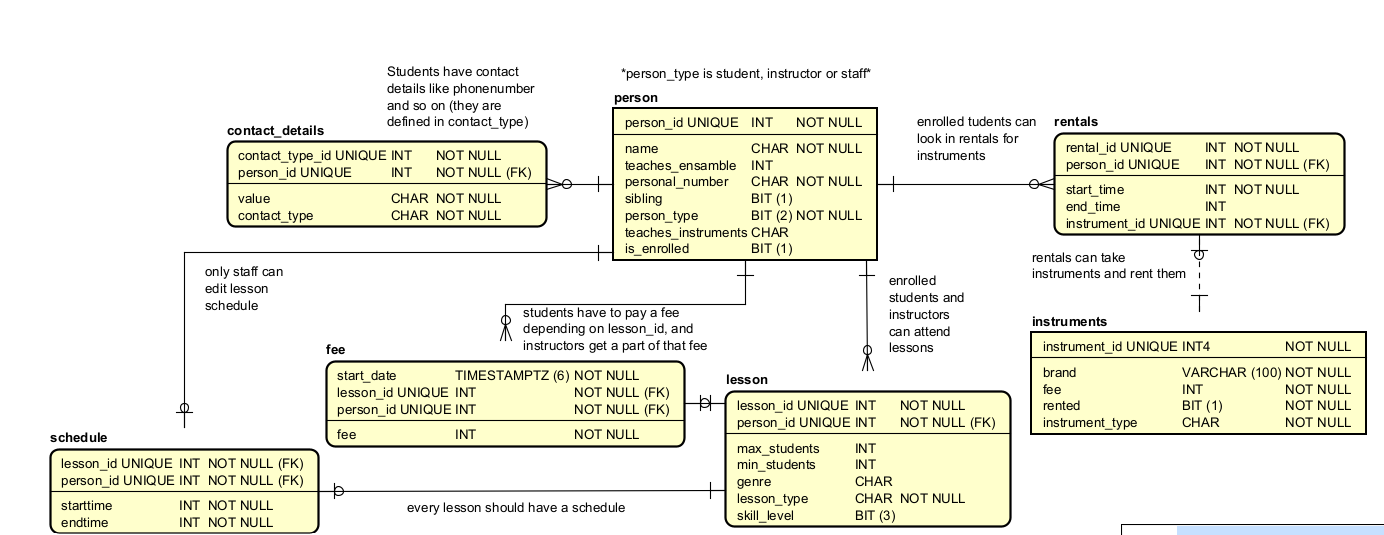 Students have contact
details like phonenumber
and so on (they are
defined in contact_type)
*person_type is student, instructor or staff*
person
person_id UNIQUE INT NOT NULL
name CHAR NOT NULL
teaches_ensamble INT
personal_number CHAR NOT NULL
sibling BIT (1)
person_type BIT (2) NOT NULL
teaches_instruments CHAR
is_enrolled BIT (1)
contact_details
contact_type_id UNIQUE INT NOT NULL
person_id UNIQUE INT NOT NULL (FK)
value CHAR NOT NULL
contact_type CHAR NOT NULL
enrolled tudents can
look in rentals for
instruments
rentals
rental_id UNIQUE INT NOT NULL
person_id UNIQUE INT NOT NULL (FK)
start_time INT NOT NULL
end_time INT
instrument_id UNIQUE INT NOT NULL (FK)
only staff can
edit lesson
schedule
students have to pay a fee
depending on lesson_id, and
instructors get a part of that fee
enrolled
students and
instructors
can attend
lessons
rentals can take
instruments and rent them
instruments
instrument_id UNIQUE INT4 NOT NULL
brand VARCHAR (100) NOT NULL
fee INT NOT NULL
rented BIT (1) NOT NULL
instrument_type CHAR NOT NULL
fee
start_date TIMESTAMPTZ (6) NOT NULL
lesson_id UNIQUE INT NOT NULL (FK)
person_id UNIQUE INT NOT NULL (FK)
fee INT NOT NULL
lesson
lesson_id UNIQUE INT NOT NULL
person_id UNIQUE INT NOT NULL (FK)
max_students INT
min_students INT
genre CHAR
lesson_type CHAR NOT NULL
skill_level BIT (3)
schedule
lesson_id UNIQUE INT NOT NULL (FK)
person_id UNIQUE INT NOT NULL (FK)
starttime INT NOT NULL
endtime INT NOT NULL
every lesson should have a schedule